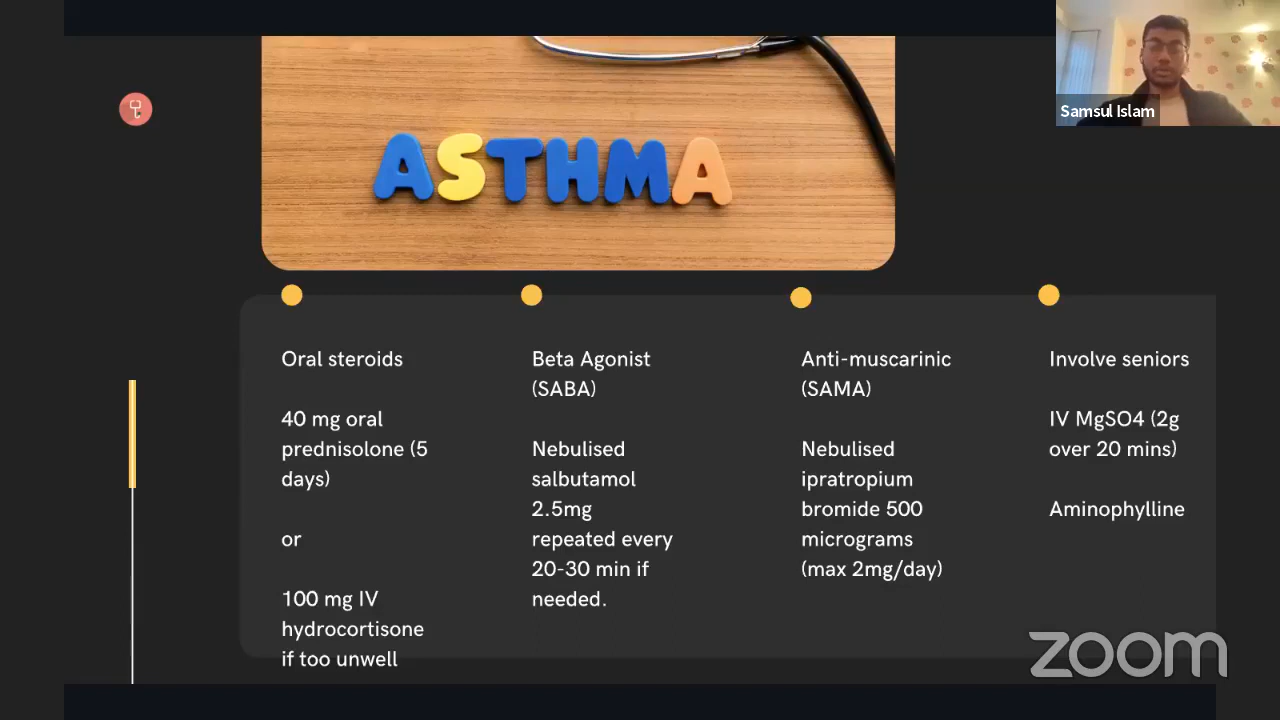 Samsul Islam
ASTHMA
Oral steroids
40 mg oral
prednisolone (5
days)
or
100 mg IV
hydrocortisone
if too unwell
Beta Agonist
(SABA)
Nebulised
salbutamol
2.5mg
repeated every
20-30 min if
needed.
Anti-muscarinic
(SAMA)
Nebulised
ipratropium
bromide 500
micrograms
(max 2mg/day)
Involve seniors
IV MgSO4 (2g
over 20 mins)
Aminophylline
zoom